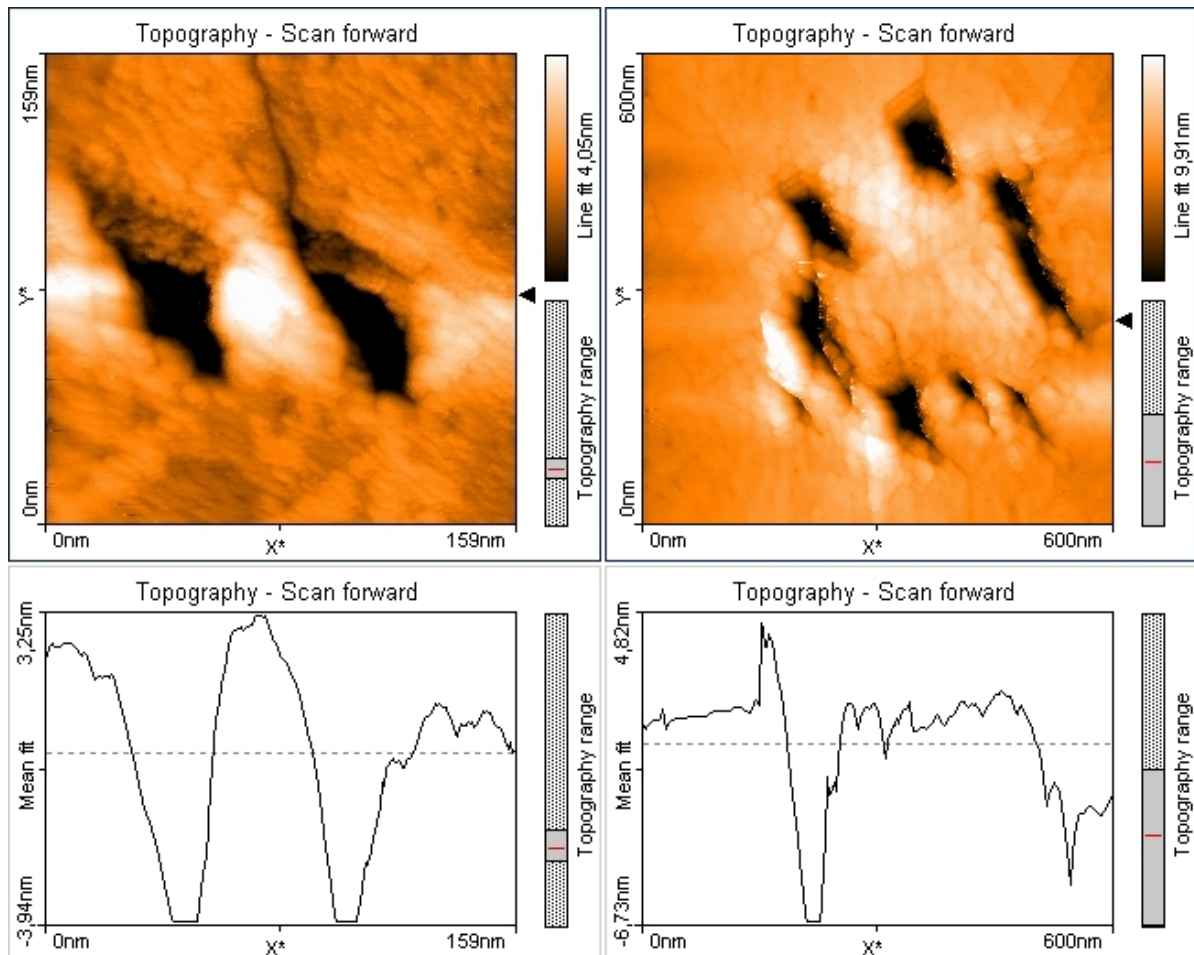 Topography - Scan forward
159nm
Y*
0nm
0nm
X*
159nm
Line fit 4,05nm
Topography range
Topography - Scan forward
600nm
Y*
0nm
0nm
X*
600nm
Line fit 9,91nm
Topography range
Topography - Scan forward
3,25nm
Mean fit
-3,94nm
0nm
X*
159nm
Topography range
Topography - Scan forward
4,82nm
Mean fit
-6,73nm
0nm
X*
600nm
Topography range